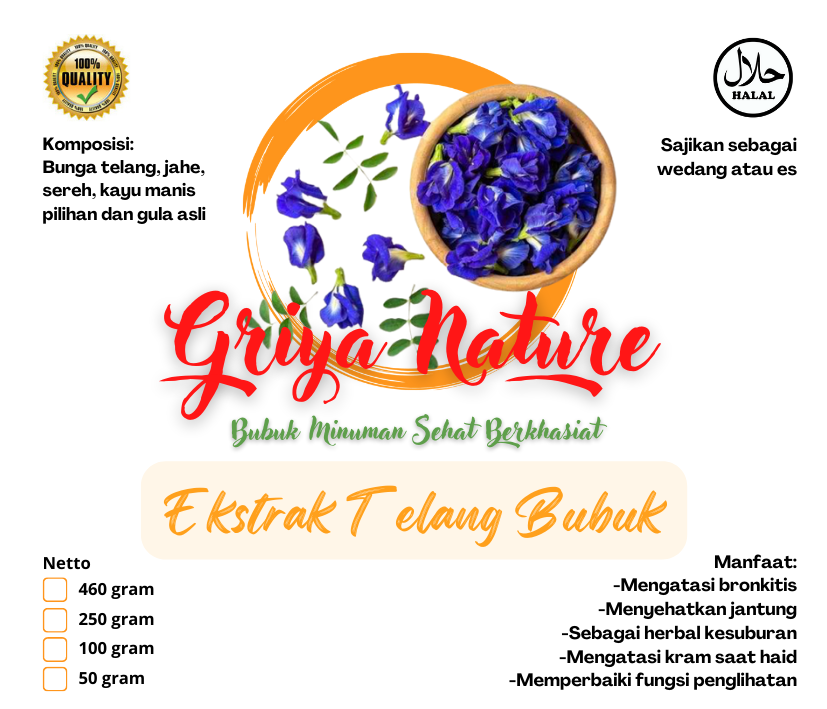 100%
QUALITY
حلال
HALAL
Komposisi:
Bunga telang, jahe,
sereh, kayu manis
pilihan dan gula asli
Sajikan sebagai
wedang atau es
Griya Nature
Bubuk Minuman Sehat Berkhasiat
Ekstrak Telang Bubuk
Netto
460 gram
250 gram
100 gram
50 gram
Manfaat:
-Mengatasi bronkitis
-Menyehatkan jantung
-Sebagai herbal kesuburan
-Mengatasi kram saat haid
-Memperbaiki fungsi penglihatan